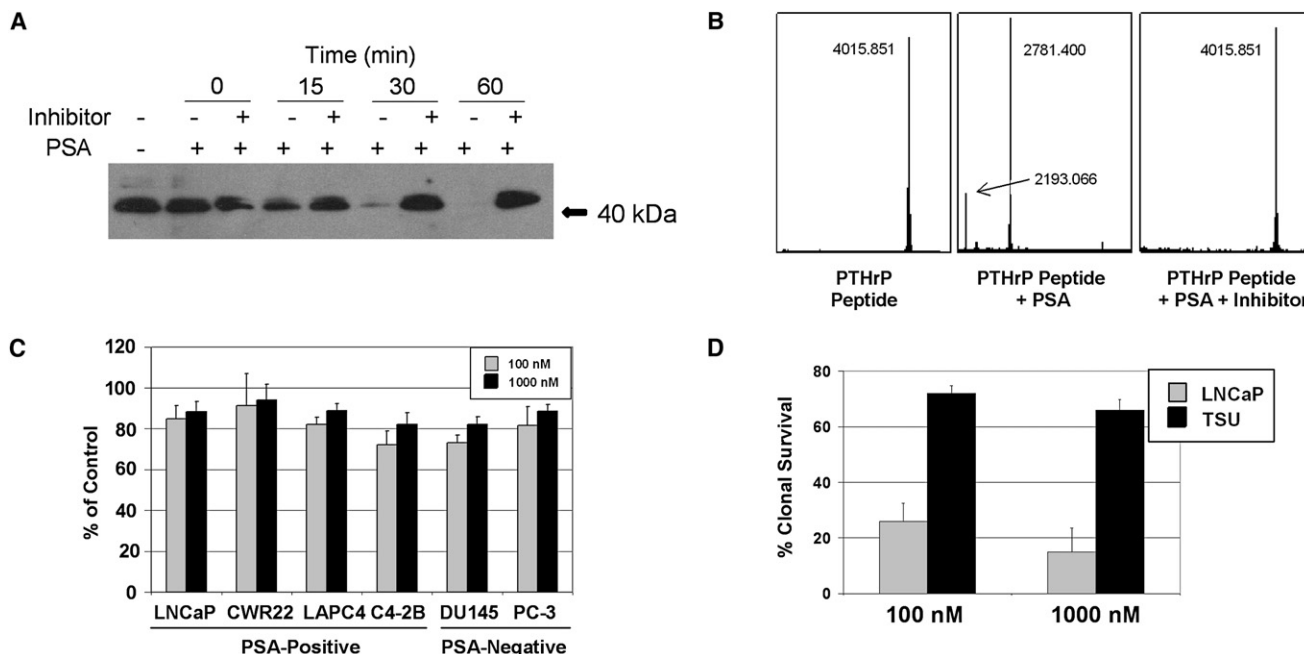 A
Time (min)
0 15 30 60
Inhibitor - - + - + - + - +
PSA - + + + + + + + +
40 kDa
B
4015.851
2781.400
2193.066
4015.851
PTHrP
Peptide
PTHrP Peptide
+ PSA
PTHrP Peptide
+ PSA + Inhibitor
C
% of Control
120
100
80
60
40
20
0
100 nM
1000 nM
LNCaP CWR22 LAPC4 C4-2B DU145 PC-3
PSA-Positive PSA-Negative
D
% Clonal Survival
80
60
40
20
0
LNCaP
TSU
100 nM 1000 nM